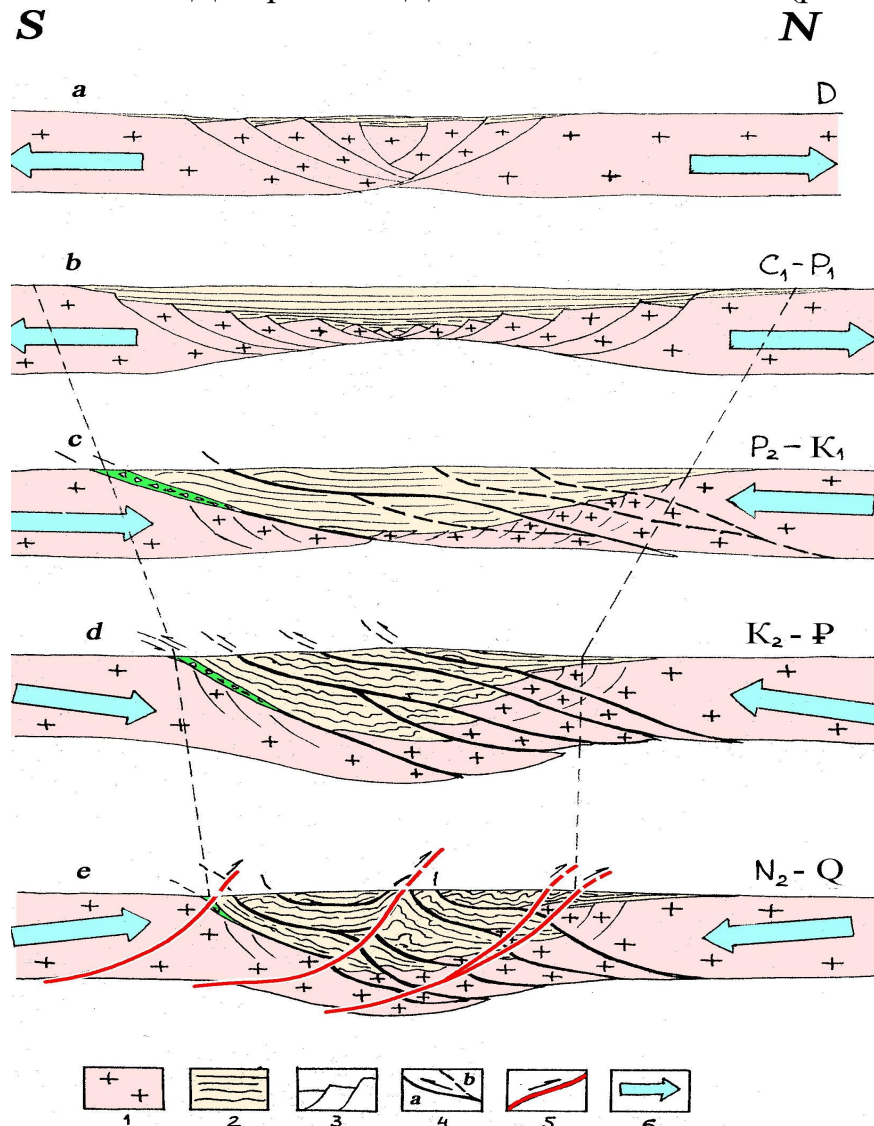 S N
a D
b C₁-P₁
c P₂-K₁
d K₂-₽
e N₂-Q
a b
1 2 3 4 5 6